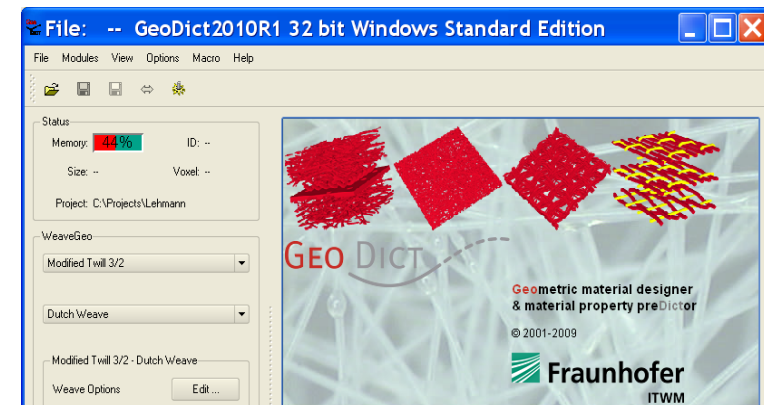 File: -- GeoDict2010R1 32 bit Windows Standard Edition
File Modules View Options Macro Help
Status
Memory: 44% ID: --
Size: -- Voxel: --
Project: C:\Projects\Lehmann
WeaveGeo
Modified Twill 3/2
Dutch Weave
Modified Twill 3/2 - Dutch Weave
Weave Options Edit ...
GEO DICT
Geometric material designer
& material property preDictor
© 2001-2009
Fraunhofer
ITWM